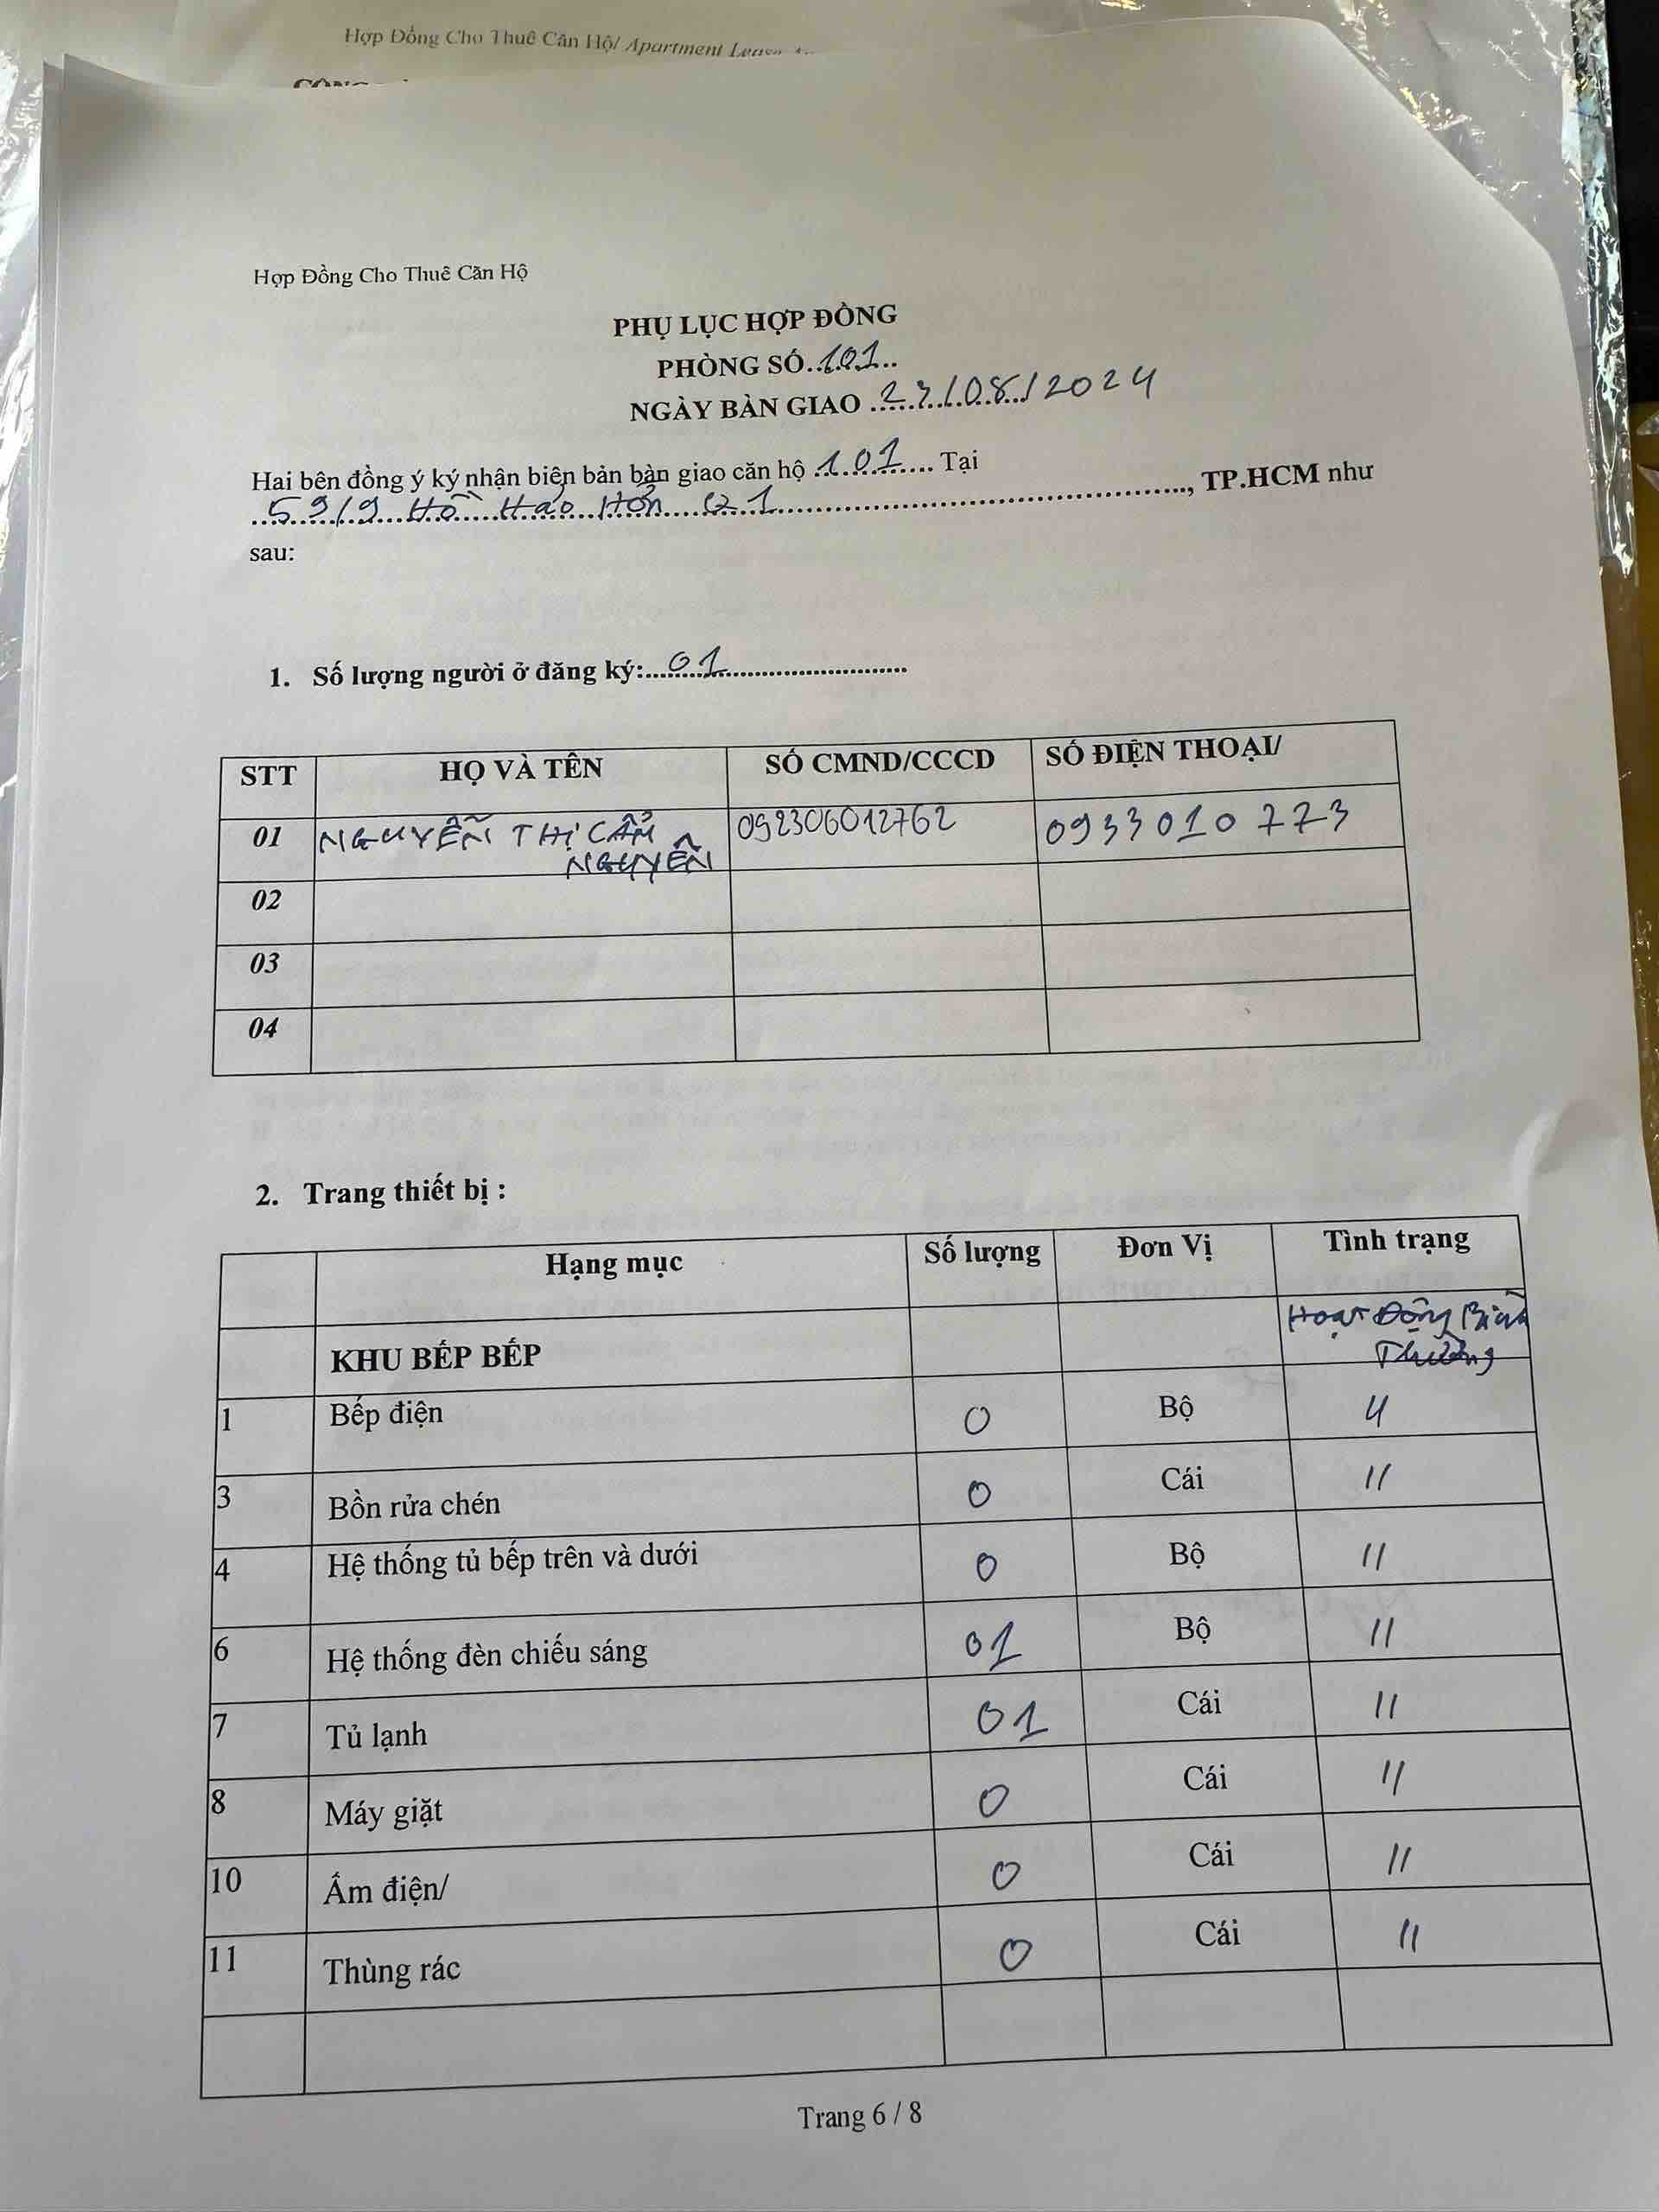 Hợp Đồng Cho Thuê Căn Hộ/ Apartment Lease
Hợp Đồng Cho Thuê Căn Hộ
PHỤ LỤC HỢP ĐỒNG
PHÒNG SỐ..101..
NGÀY BÀN GIAO ..23/08/2024
Hai bên đồng ý ký nhận biên bản bàn giao căn hộ ..101.... Tại
..59/9 Hồ Hảo Hớn Q1......, TP.HCM như
sau:
1. Số lượng người ở đăng ký:...01........
STT HỌ VÀ TÊN SỐ CMND/CCCD SỐ ĐIỆN THOẠI/
01 NGUYỄN THỊ CẨM 092306012762 0933010773
NGUYÊN
02
03
04
2. Trang thiết bị :
Hạng mục Số lượng Đơn Vị Tình trạng
KHU BẾP BẾP Hoạt Động Bình
Thường
1 Bếp điện 0 Bộ //
3 Bồn rửa chén 0 Cái //
4 Hệ thống tủ bếp trên và dưới 0 Bộ //
6 Hệ thống đèn chiếu sáng 01 Bộ //
7 Tủ lạnh 01 Cái //
8 Máy giặt 0 Cái //
10 Ấm điện/ 0 Cái //
11 Thùng rác 0 Cái //
Trang 6 / 8